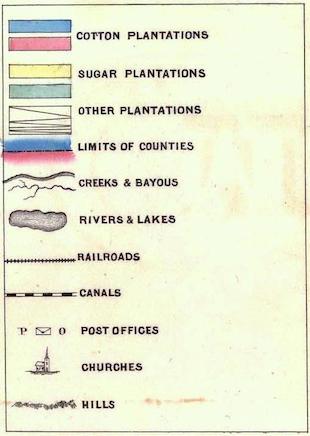 COTTON PLANTATIONS
SUGAR PLANTATIONS
OTHER PLANTATIONS
LIMITS OF COUNTIES
CREEKS & BAYOUS
RIVERS & LAKES
RAILROADS
CANALS
P O POST OFFICES
CHURCHES
HILLS